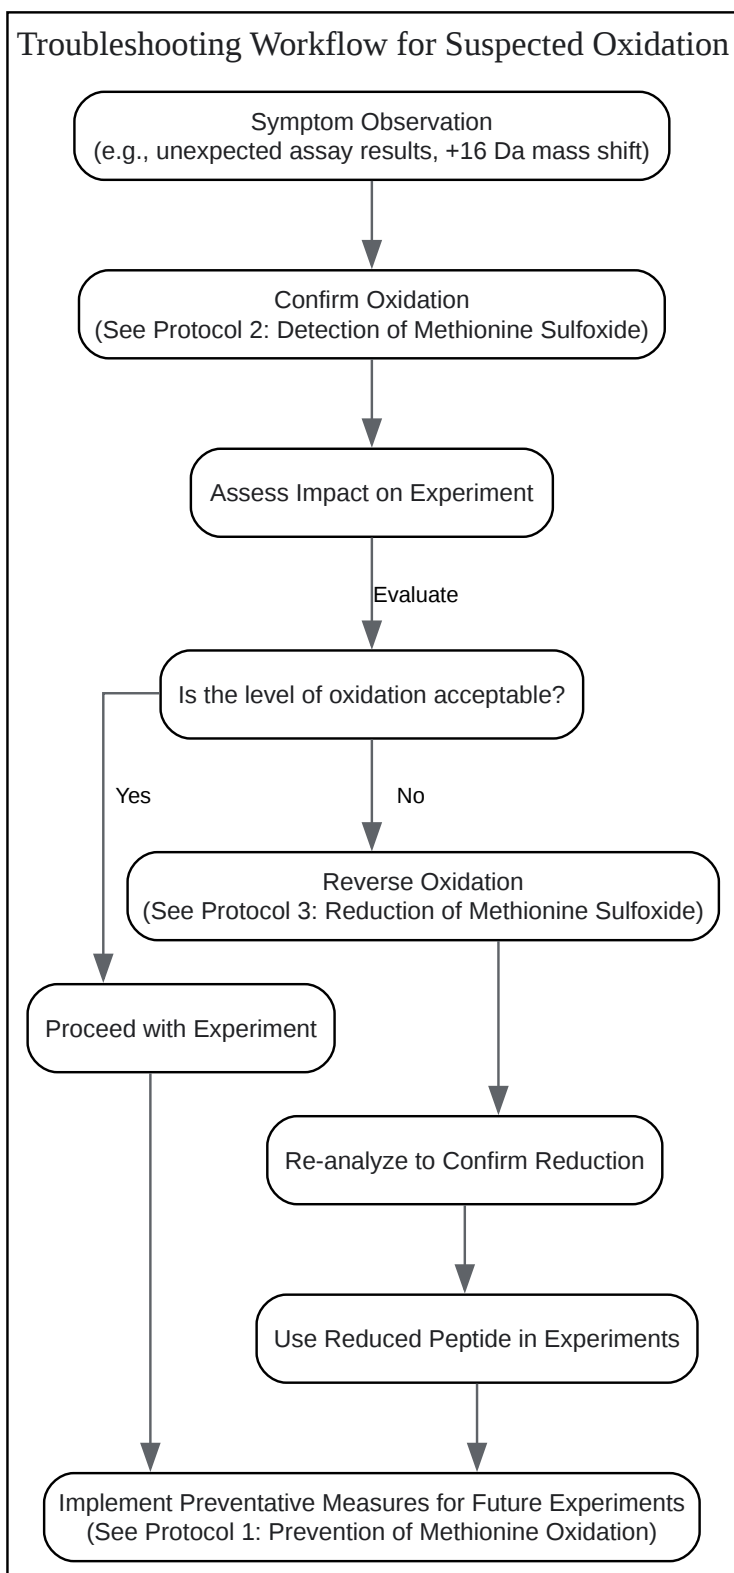 Troubleshooting Workflow for Suspected Oxidation
Symptom Observation
(e.g., unexpected assay results, +16 Da mass shift)
Confirm Oxidation
(See Protocol 2: Detection of Methionine Sulfoxide)
Assess Impact on Experiment
Evaluate
Is the level of oxidation acceptable?
Yes
No
Reverse Oxidation
(See Protocol 3: Reduction of Methionine Sulfoxide)
Proceed with Experiment
Re-analyze to Confirm Reduction
Use Reduced Peptide in Experiments
Implement Preventative Measures for Future Experiments
(See Protocol 1: Prevention of Methionine Oxidation)